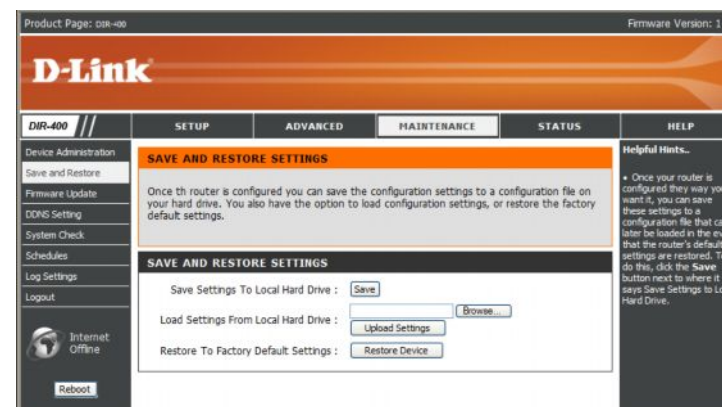 Product Page: DIR-400
Firmware Version: 1
D-Link
DIR-400
SETUP
ADVANCED
MAINTENANCE
STATUS
HELP
Device Administration
Save and Restore
Firmware Update
DDNS Setting
System Check
Schedules
Log Settings
Logout
Internet
Offline
Reboot
SAVE AND RESTORE SETTINGS
Once th router is configured you can save the configuration settings to a configuration file on
your hard drive. You also have the option to load configuration settings, or restore the factory
default settings.
SAVE AND RESTORE SETTINGS
Save Settings To Local Hard Drive : Save
Load Settings From Local Hard Drive : Browse...
Upload Settings
Restore To Factory Default Settings : Restore Device
Helpful Hints..
• Once your router is
configured they way you
want it, you can save
these settings to a
configuration file that ca
later be loaded in the ev
that the router's default
settings are restored. T
do this, click the Save
button next to where it
says Save Settings to Lo
Hard Drive.